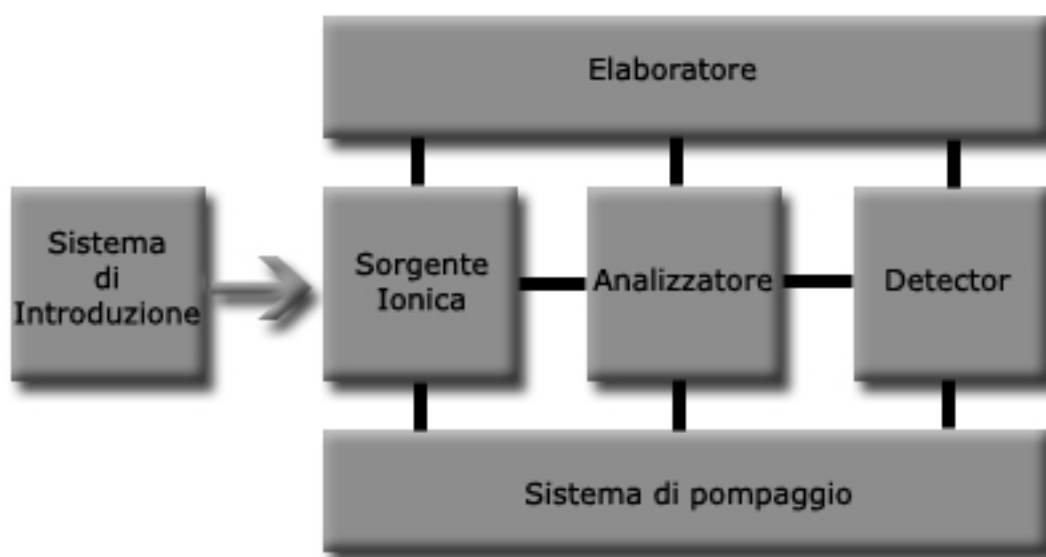 Elaboratore
Sistema
di
Introduzione
Sorgente
Ionica
Analizzatore
Detector
Sistema di pompaggio